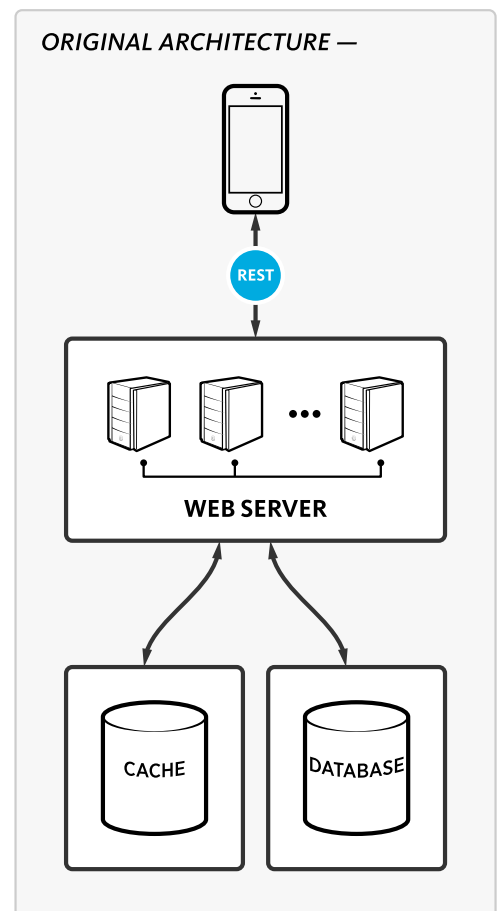 ORIGINAL ARCHITECTURE —
REST
WEB SERVER
CACHE
DATABASE